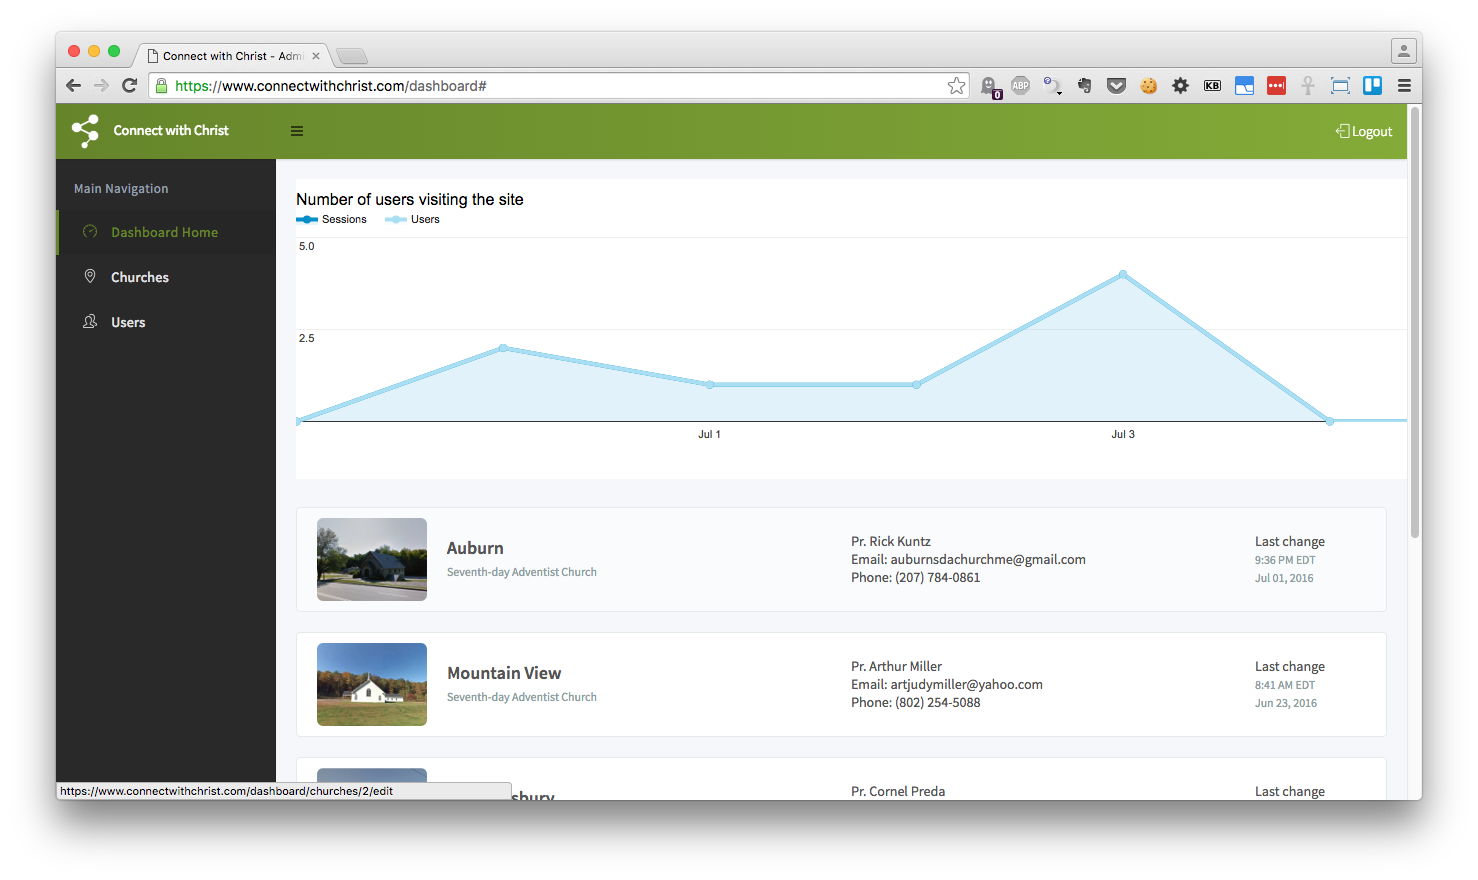 Connect with Christ - Adm
https://www.connectwithchrist.com/dashboard#
0
ABP
KB
Connect with Christ
Logout
Main Navigation
Dashboard Home
Churches
Users
Number of users visiting the site
Sessions
Users
5.0
2.5
Jul 1
Jul 3
Auburn
Seventh-day Adventist Church
Pr. Rick Kuntz
Email: auburnsdachurchme@gmail.com
Phone: (207) 784-0861
Last change
9:36 PM EDT
Jul 01, 2016
Mountain View
Seventh-day Adventist Church
Pr. Arthur Miller
Email: artjudymiller@yahoo.com
Phone: (802) 254-5088
Last change
8:41 AM EDT
Jun 23, 2016
sbury
Pr. Cornel Preda
Last change
https://www.connectwithchrist.com/dashboard/churches/2/edit